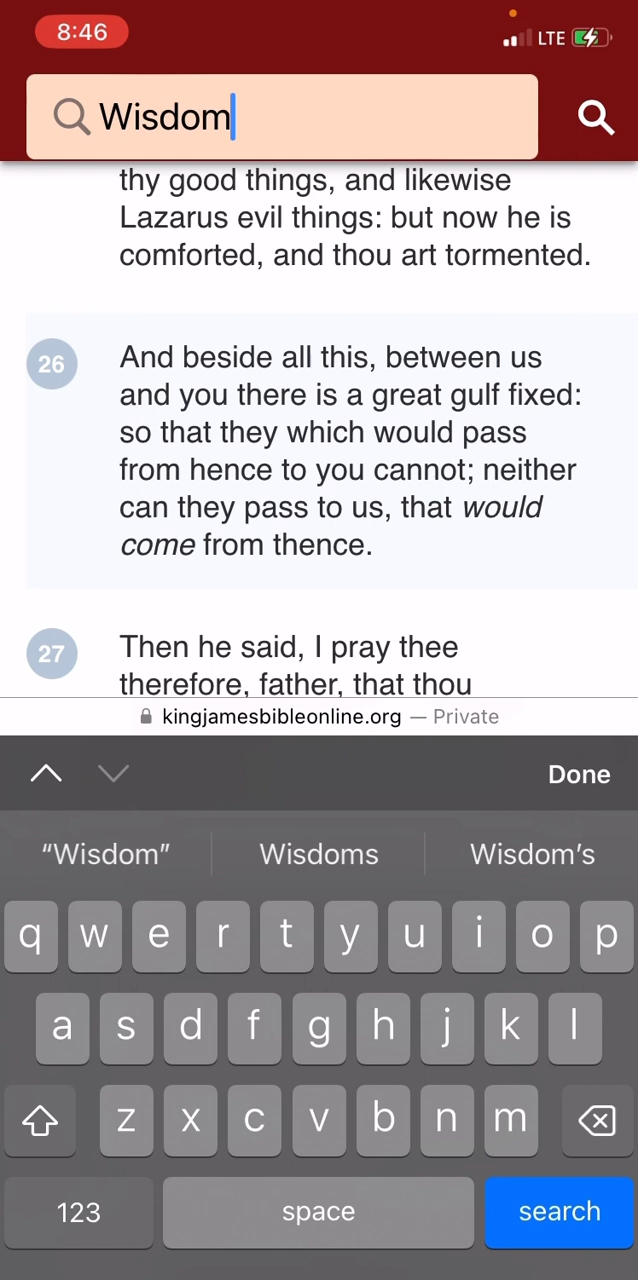 8:46
LTE
Wisdom
thy good things, and likewise
Lazarus evil things: but now he is
comforted, and thou art tormented.
26
And beside all this, between us
and you there is a great gulf fixed:
so that they which would pass
from hence to you cannot; neither
can they pass to us, that would
come from thence.
27
Then he said, I pray thee
therefore, father, that thou
kingjamesbibleonline.org — Private
Done
“Wisdom” Wisdoms Wisdom’s
q w e r t y u i o p
a s d f g h j k l
z x c v b n m
123 space search